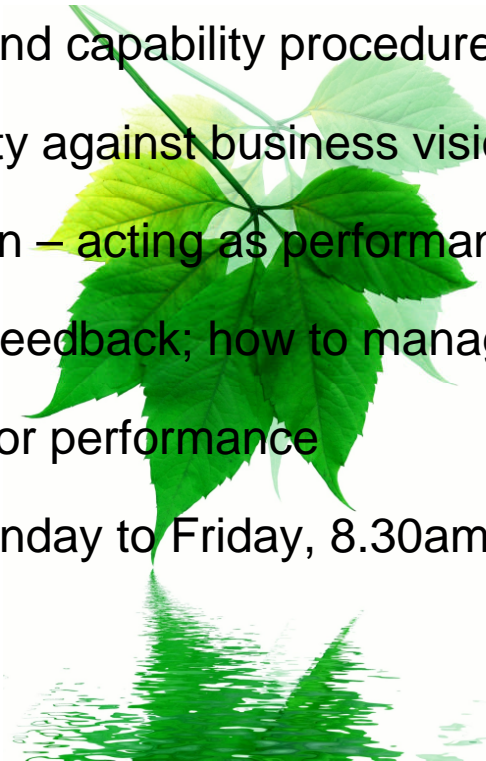 nd capability procedure
ty against business visi
n – acting as performan
eedback; how to manag
or performance
nday to Friday, 8.30am